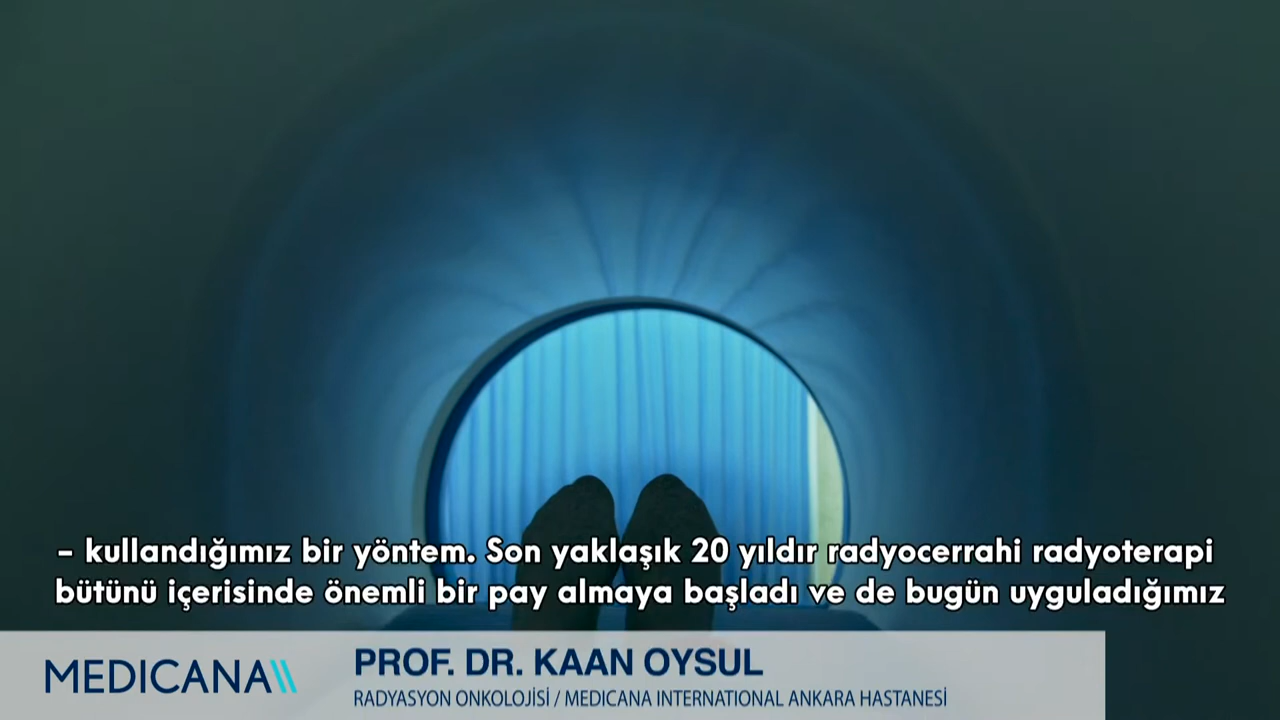 – kullandığımız bir yöntem. Son yaklaşık 20 yıldır radyocerrahi radyoterapi
bütünü içerisinde önemli bir pay almaya başladı ve de bugün uyguladığımız
MEDICANA
PROF. DR. KAAN OYSUL
RADYASYON ONKOLOJİSİ / MEDICANA INTERNATIONAL ANKARA HASTANESİ